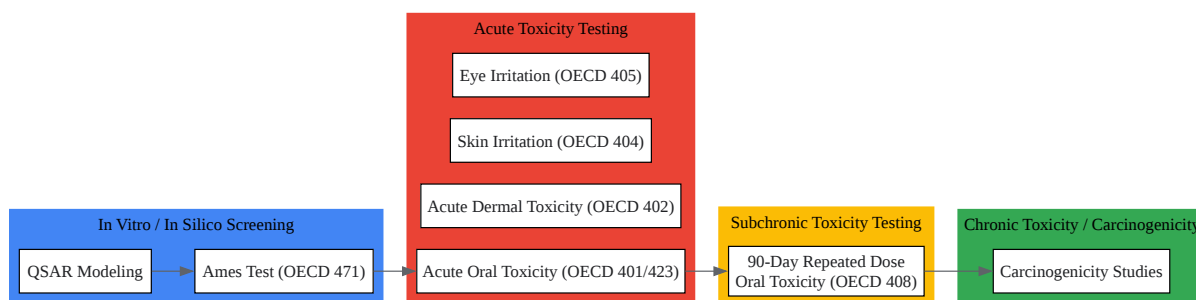 In Vitro / In Silico Screening
QSAR Modeling
Ames Test (OECD 471)
Acute Toxicity Testing
Eye Irritation (OECD 405)
Skin Irritation (OECD 404)
Acute Dermal Toxicity (OECD 402)
Acute Oral Toxicity (OECD 401/423)
Subchronic Toxicity Testing
90-Day Repeated Dose
Oral Toxicity (OECD 408)
Chronic Toxicity / Carcinogenicity
Carcinogenicity Studies